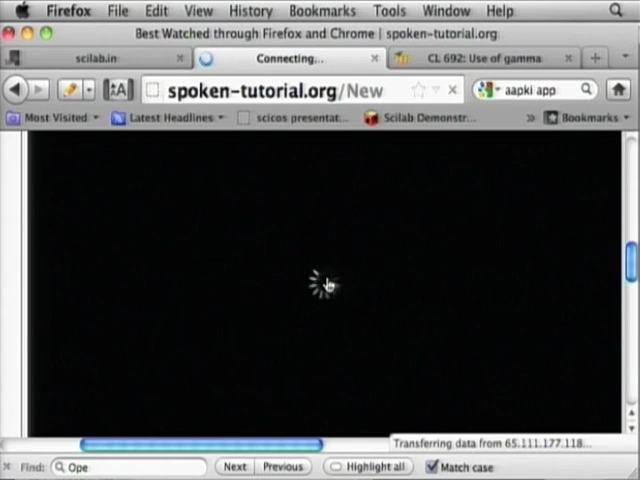 Firefox File Edit View History Bookmarks Tools Window Help
Best Watched through Firefox and Chrome | spoken-tutorial.org
scilab.in Connecting... CL 692: Use of gamma
spoken-tutorial.org/New aapki app
Most Visited Latest Headlines scicos presentat... Scilab Demonstr... » Bookmarks
Transferring data from 65.111.177.118...
Find: Ope Next Previous Highlight all Match case